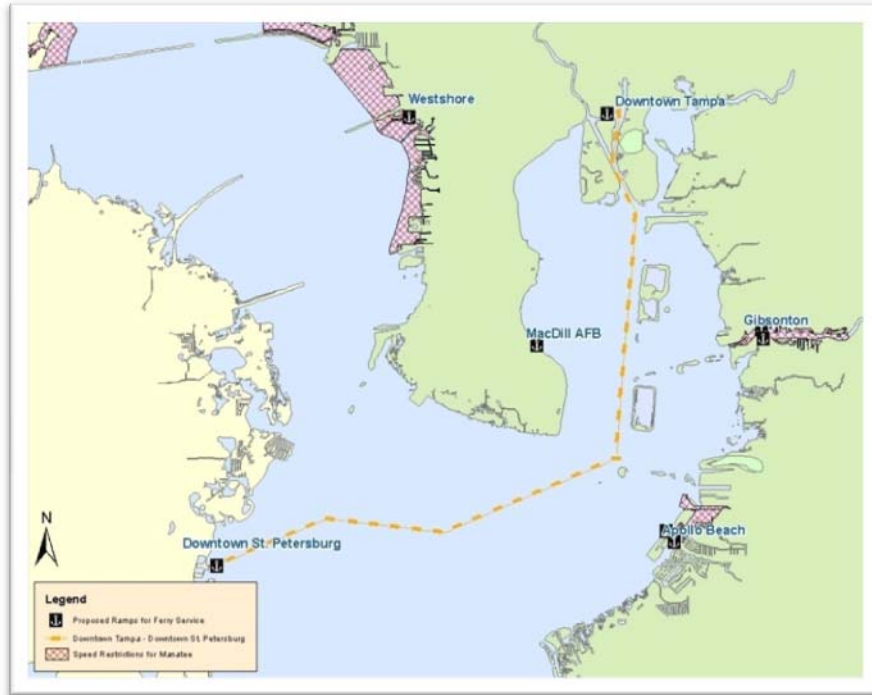 Westshore
Downtown Tampa
Gibsonton
MacDill AFB
Apollo Beach
Downtown St. Petersburg
N
Legend
Proposed Ramps for Ferry Service
Downtown Tampa - Downtown St. Petersburg
Speed Restrictions for Manatee